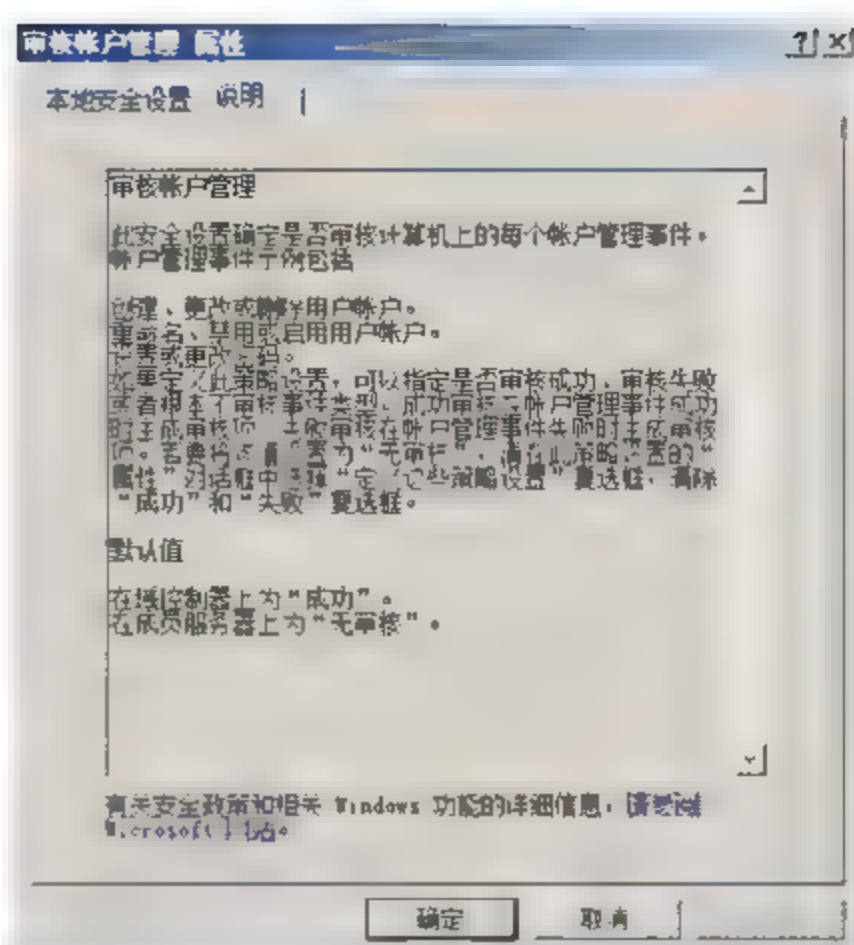 审核帐户管理 属性
本地安全设置 说明
审核帐户管理
此安全设置确定是否审核计算机上的每个帐户管理事件。
帐户管理事件示例包括
创建、更改或删除用户帐户。
重命名、禁用或启用用户帐户。
设置或更改密码。
如果定义此策略设置，可以指定是否审核成功、审核失败
或者根本不审核事件类型。成功审核在帐户管理事件成功
时生成审核项。失败审核在帐户管理事件失败时生成审核
项。若要将此值设置为“无审核”，请在此策略设置的“
属性”对话框中选择“定义这些策略设置”复选框，清除
“成功”和“失败”复选框。
默认值
在域控制器上为“成功”。
在成员服务器上为“无审核”。
有关安全政策和相关 Windows 功能的详细信息，请参阅
Microsoft 网站。
确定 取消